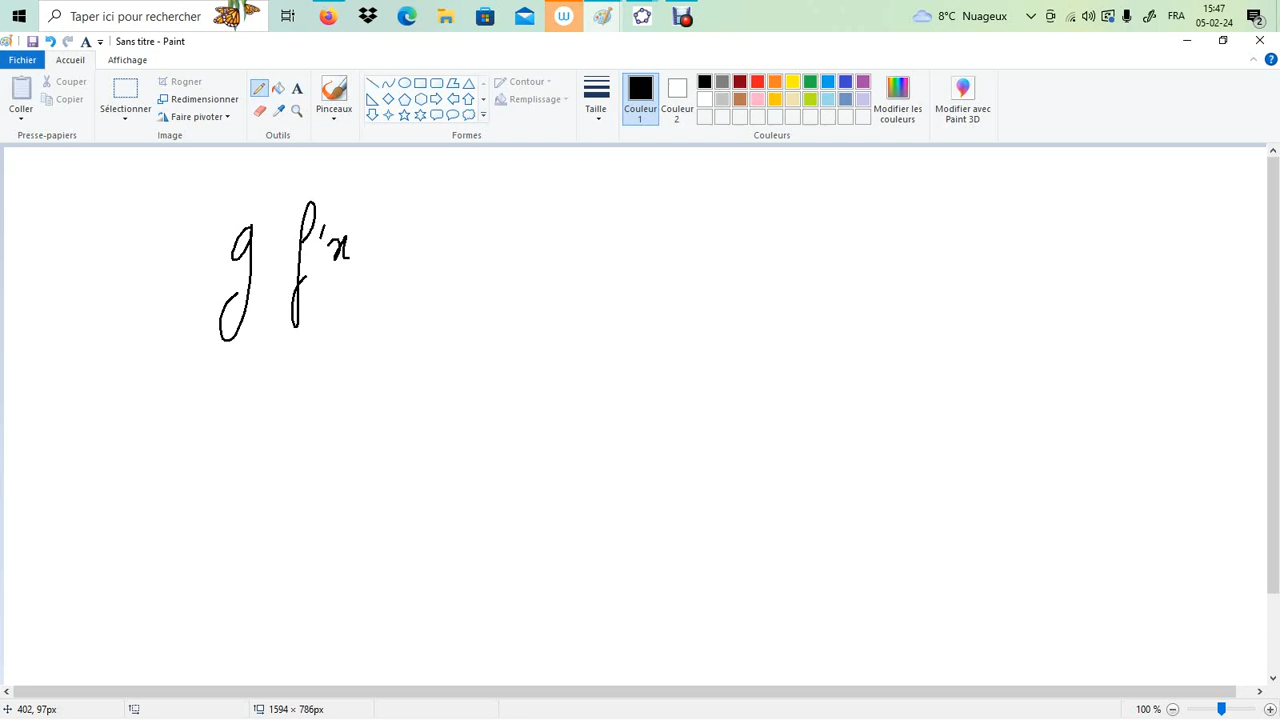 Taper ici pour rechercher
8°C Nuageux
FRA
15:47
05-02-24
2
Sans titre - Paint
Fichier Accueil Affichage
Coller
Couper
Copier
Presse-papiers
Sélectionner
Rogner
Redimensionner
Faire pivoter
Image
A
Outils
Pinceaux
Contour
Remplissage
Formes
Taille
Couleur 1
Couleur 2
Modifier les couleurs
Couleurs
Modifier avec Paint 3D
g f'x
402, 97px
1594 × 786px
100 %